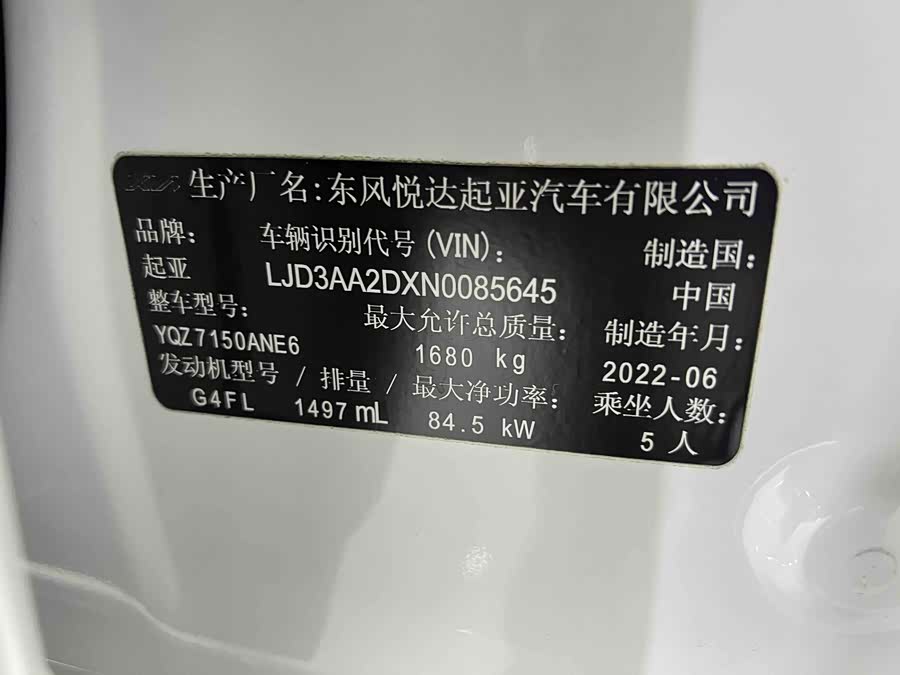 生产厂名:东风悦达起亚汽车有限公司
品牌: 车辆识别代号(VIN): 制造国:
起亚 LJD3AA2DXN0085645 中国
整车型号: 最大允许总质量: 制造年月:
YQZ7150ANE6 1680 kg 2022-06
发动机型号 / 排量 / 最大净功率: 乘坐人数:
G4FL 1497 mL 84.5 kW 5 人